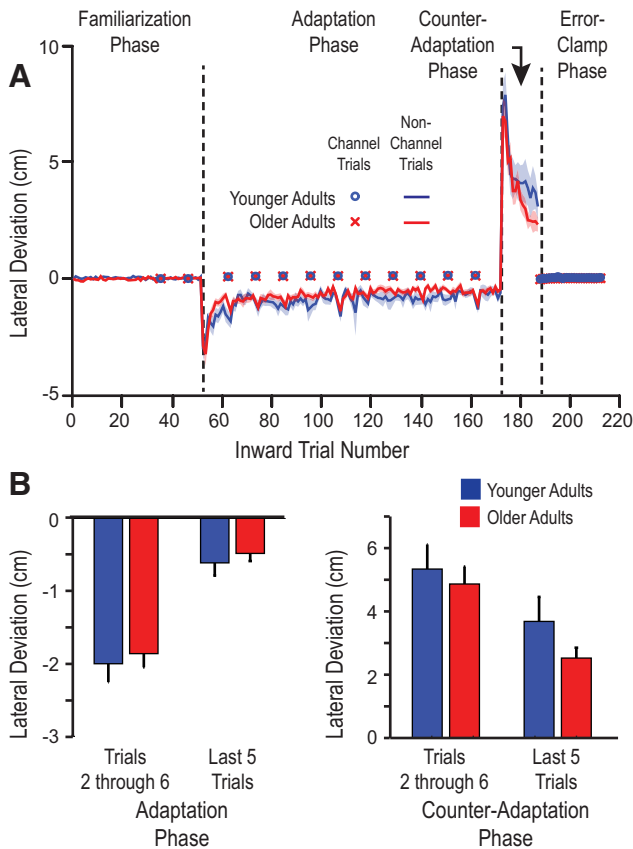 Familiarization
Phase
Adaptation
Phase
Counter-
Adaptation
Phase
Error-
Clamp
Phase
A
10
5
0
-5
Lateral Deviation (cm)
Channel
Trials
Non-
Channel
Trials
Younger Adults
Older Adults
0 20 40 60 80 100 120 140 160 180 200 220
Inward Trial Number
B
0
-1
-2
-3
Lateral Deviation (cm)
Trials
2 through 6
Last 5
Trials
Adaptation
Phase
Younger Adults
Older Adults
6
4
2
0
Lateral Deviation (cm)
Trials
2 through 6
Last 5
Trials
Counter-Adaptation
Phase